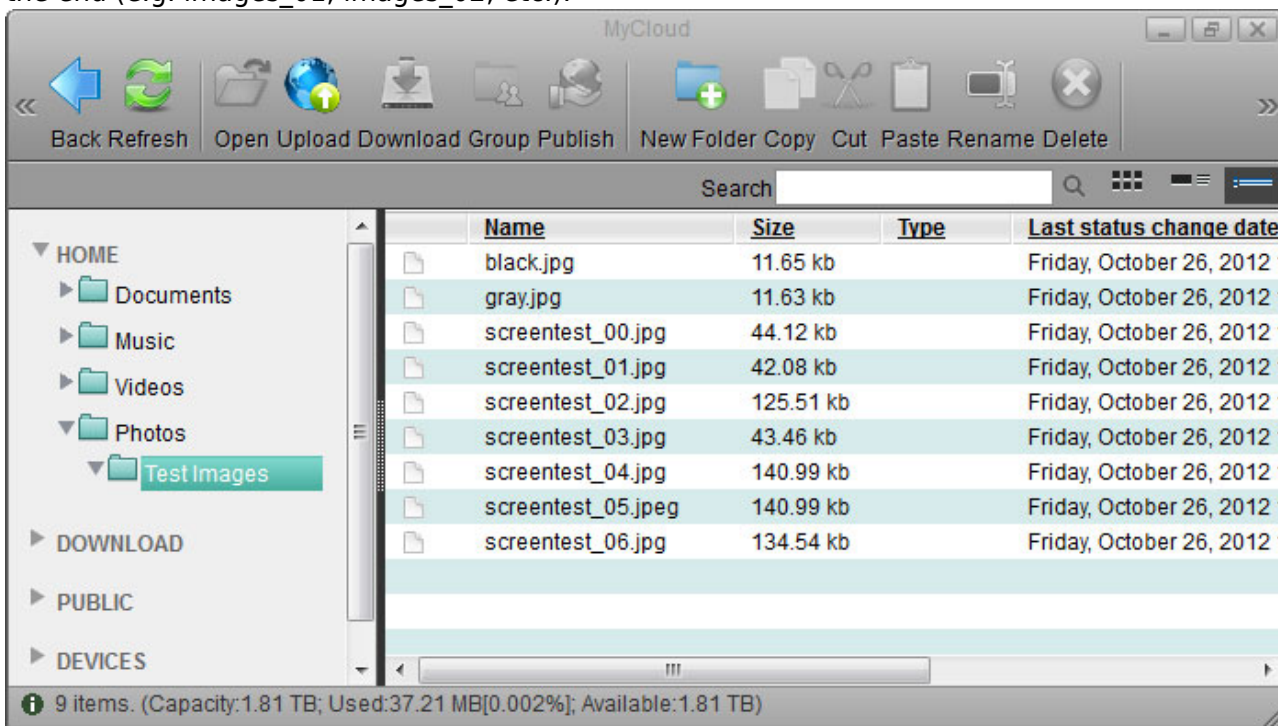 the end (e.g. images_01, images_02, etc.).
MyCloud
Back Refresh Open Upload Download Group Publish New Folder Copy Cut Paste Rename Delete
Search
Name Size Type Last status change date
HOME
Documents
Music
Videos
Photos
Test Images
DOWNLOAD
PUBLIC
DEVICES
black.jpg 11.65 kb Friday, October 26, 2012
gray.jpg 11.63 kb Friday, October 26, 2012
screentest_00.jpg 44.12 kb Friday, October 26, 2012
screentest_01.jpg 42.08 kb Friday, October 26, 2012
screentest_02.jpg 125.51 kb Friday, October 26, 2012
screentest_03.jpg 43.46 kb Friday, October 26, 2012
screentest_04.jpg 140.99 kb Friday, October 26, 2012
screentest_05.jpeg 140.99 kb Friday, October 26, 2012
screentest_06.jpg 134.54 kb Friday, October 26, 2012
9 items. (Capacity:1.81 TB; Used:37.21 MB[0.002%]; Available:1.81 TB)